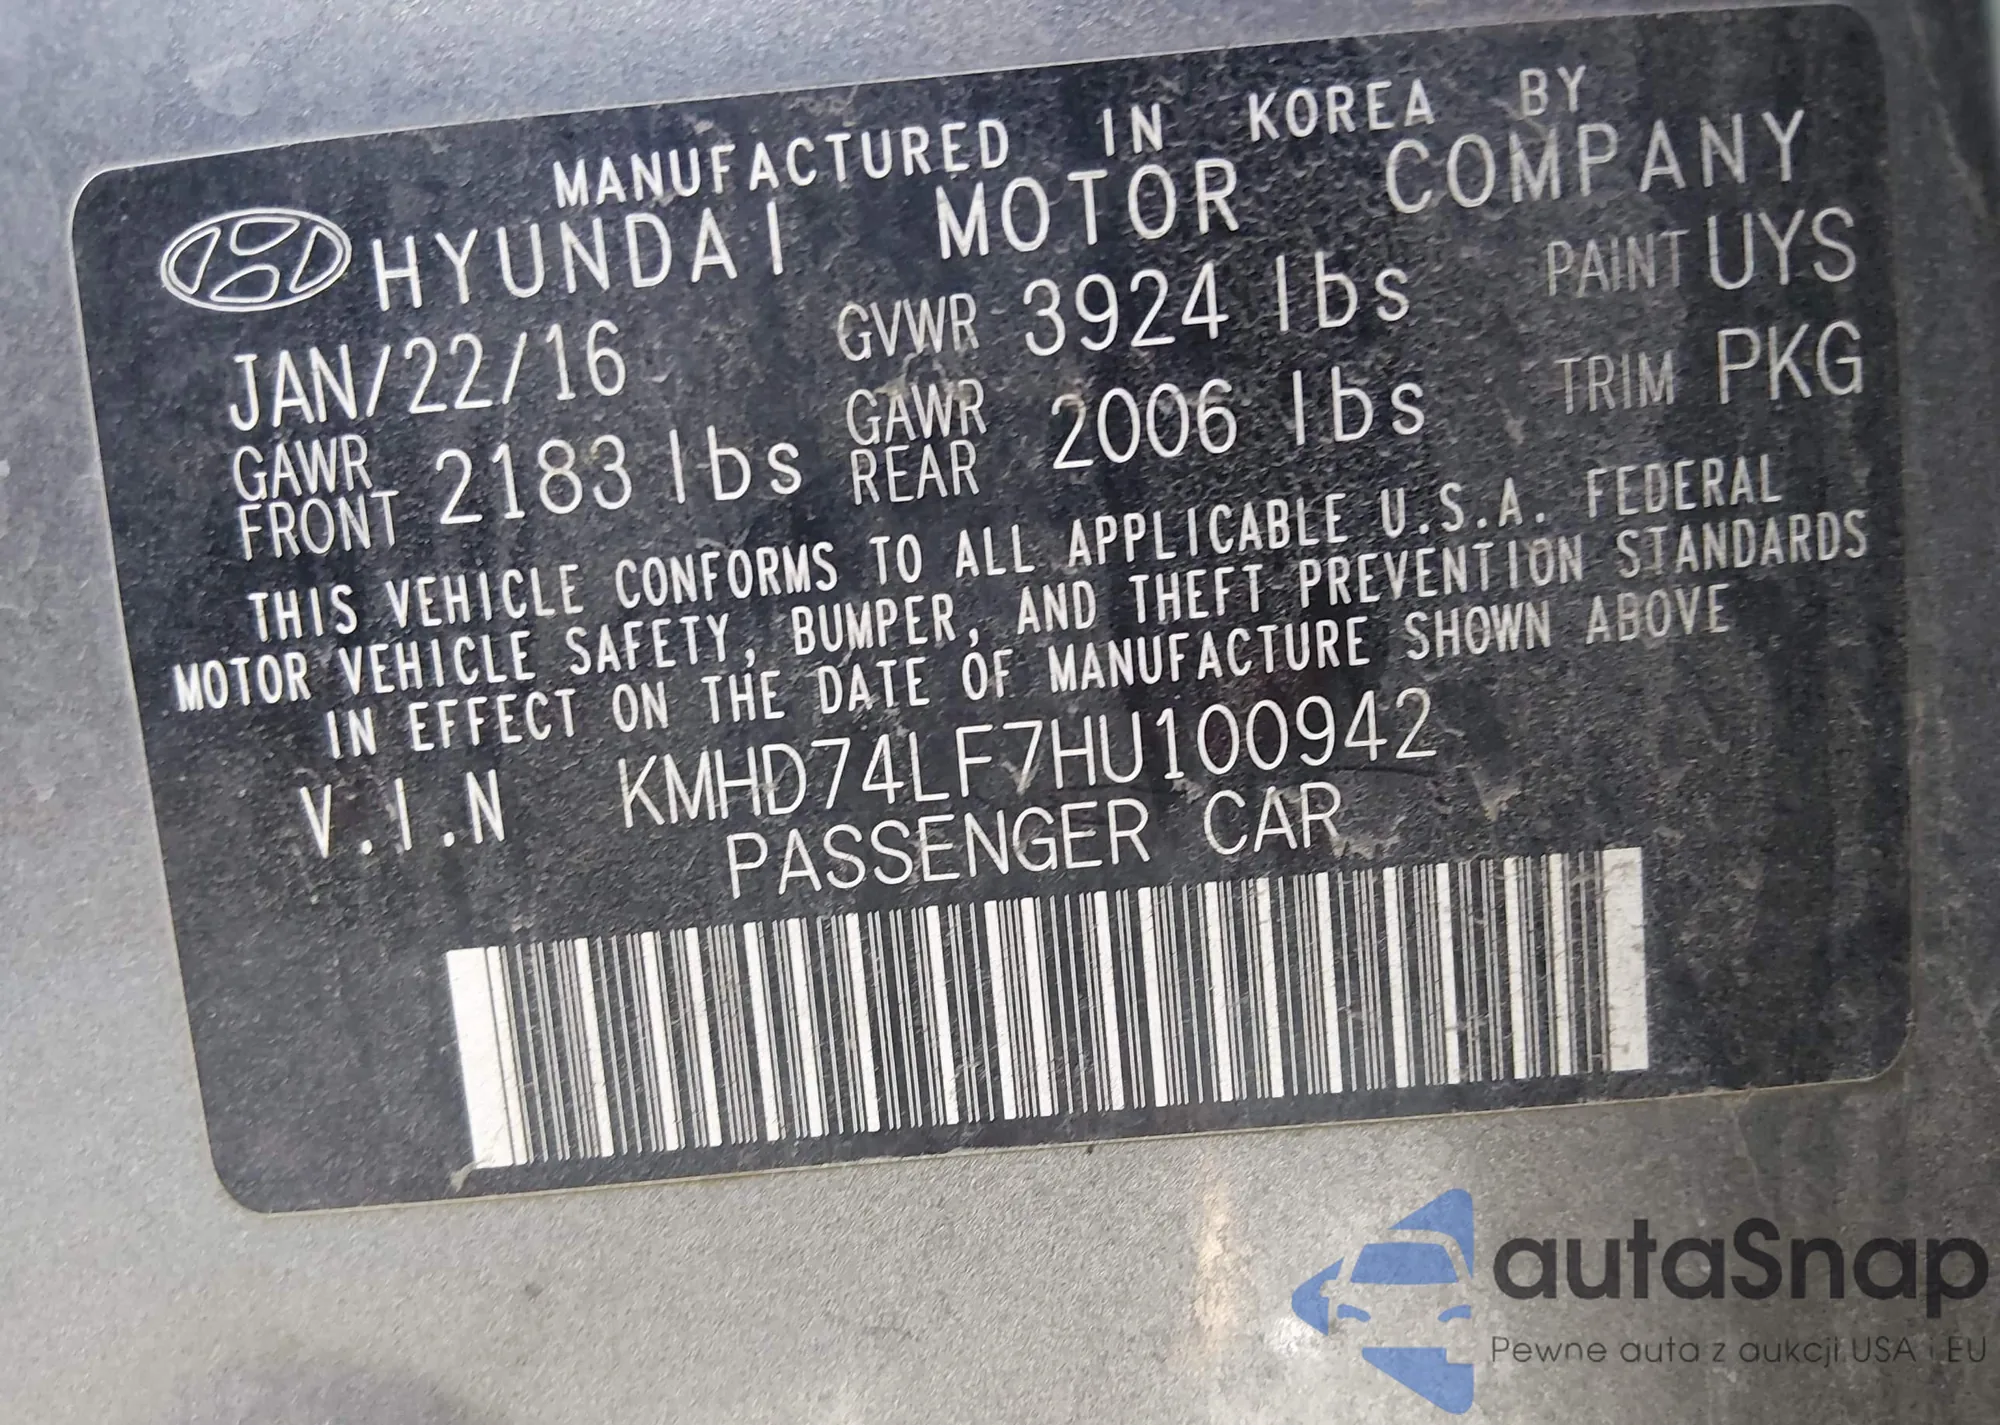 MANUFACTURED IN KOREA BY
HYUNDAI MOTOR COMPANY
JAN/22/16 GVWR 3924 lbs PAINT UYS
GAWR FRONT 2183 lbs GAWR REAR 2006 lbs TRIM PKG
THIS VEHICLE CONFORMS TO ALL APPLICABLE U.S.A. FEDERAL
MOTOR VEHICLE SAFETY, BUMPER, AND THEFT PREVENTION STANDARDS
IN EFFECT ON THE DATE OF MANUFACTURE SHOWN ABOVE
V.I.N KMHD74LF7HU100942
PASSENGER CAR
autaSnap
Pewne auta z aukcji USA i EU